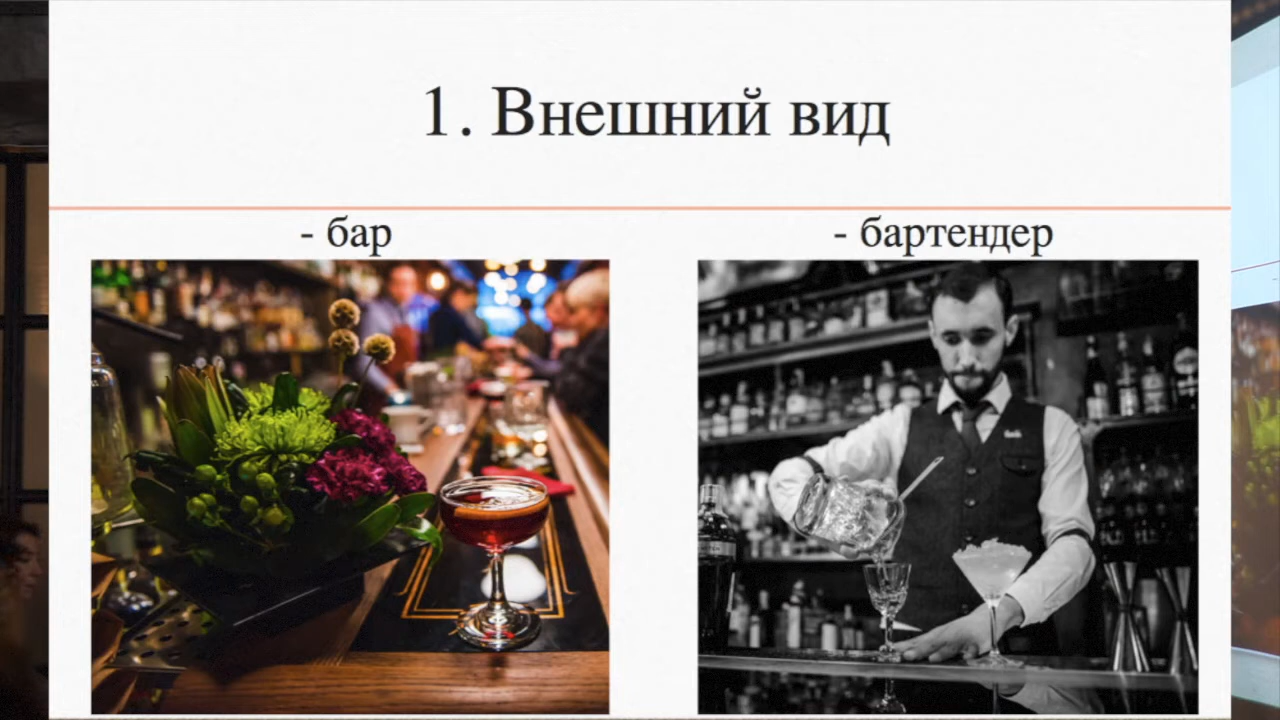 1. Внешний вид
- бар
- бартендер